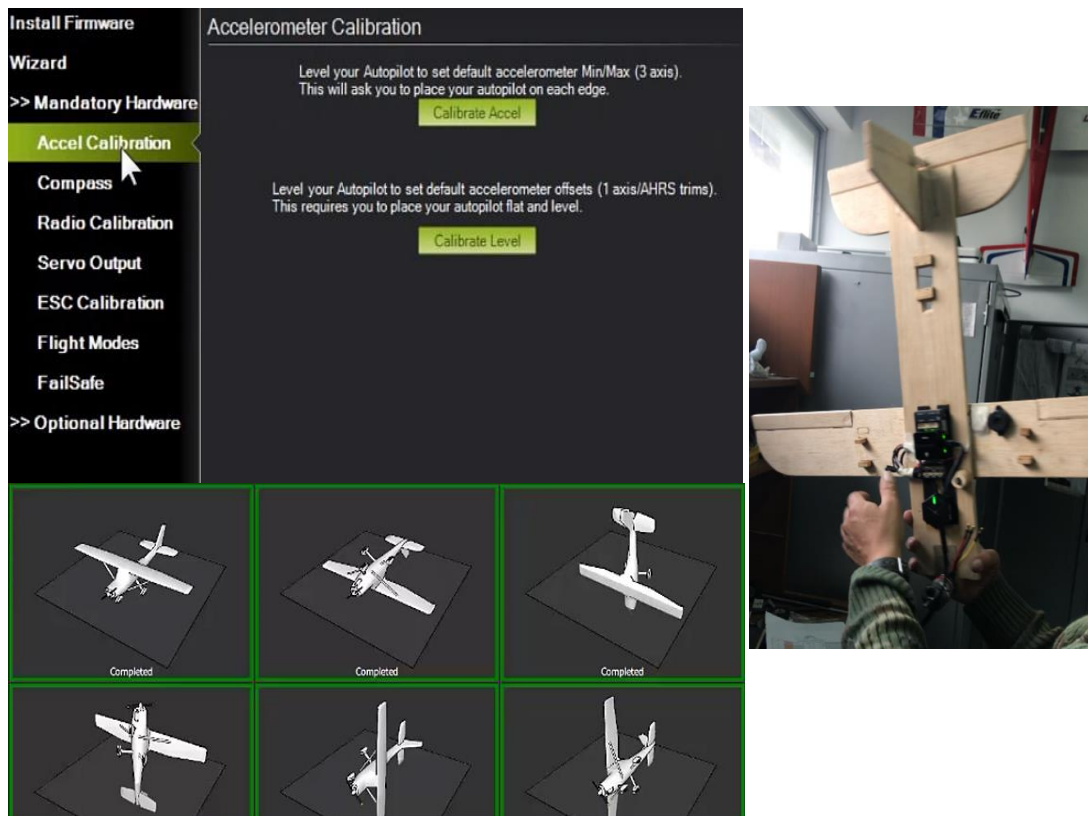 Install Firmware
Wizard
>> Mandatory Hardware
Accel Calibration
Compass
Radio Calibration
Servo Output
ESC Calibration
Flight Modes
FailSafe
>> Optional Hardware
Accelerometer Calibration
Level your Autopilot to set default accelerometer Min/Max (3 axis).
This will ask you to place your autopilot on each edge.
Calibrate Accel
Level your Autopilot to set default accelerometer offsets (1 axis/AHRS trims).
This requires you to place your autopilot flat and level.
Calibrate Level
Completed
Completed
Completed
Eflite